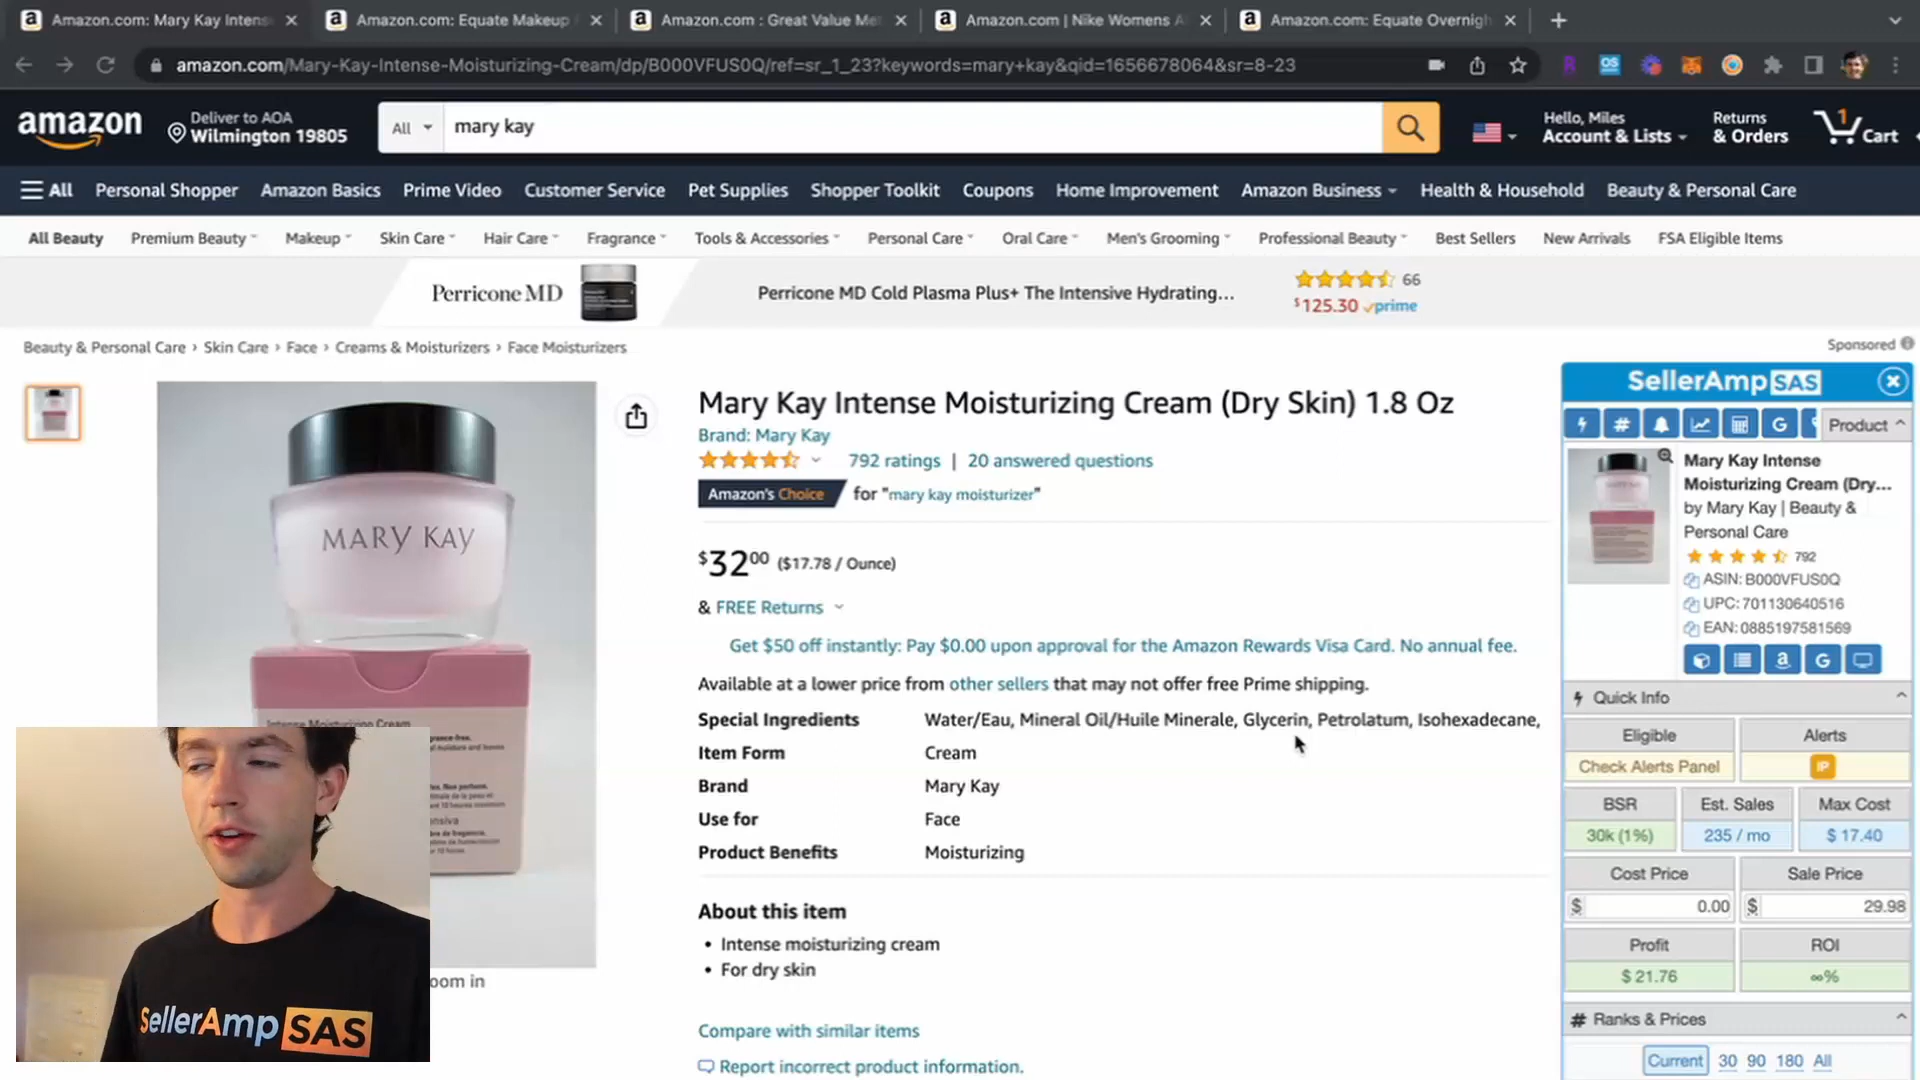 Amazon.com: Mary Kay Intens
Amazon.com: Equate Makeup
Amazon.com : Great Value Me
Amazon.com | Nike Womens A
Amazon.com: Equate Overnigh
amazon.com/Mary-Kay-Intense-Moisturizing-Cream/dp/B000VFUS0Q/ref=sr_1_23?keywords=mary+kay&qid=1656678064&sr=8-23
amazon
Deliver to AOA
Wilmington 19805
All
mary kay
Hello, Miles
Account & Lists
Returns
& Orders
1
Cart
All
Personal Shopper
Amazon Basics
Prime Video
Customer Service
Pet Supplies
Shopper Toolkit
Coupons
Home Improvement
Amazon Business
Health & Household
Beauty & Personal Care
All Beauty
Premium Beauty
Makeup
Skin Care
Hair Care
Fragrance
Tools & Accessories
Personal Care
Oral Care
Men's Grooming
Professional Beauty
Best Sellers
New Arrivals
FSA Eligible Items
Perricone MD
Perricone MD Cold Plasma Plus+ The Intensive Hydrating...
66
$125.30 prime
Beauty & Personal Care › Skin Care › Face › Creams & Moisturizers › Face Moisturizers
Sponsored
MARY KAY
Intense Moisturizing Cream
oom in
Mary Kay Intense Moisturizing Cream (Dry Skin) 1.8 Oz
Brand: Mary Kay
792 ratings | 20 answered questions
Amazon's Choice for "mary kay moisturizer"
$32.00 ($17.78 / Ounce)
& FREE Returns
Get $50 off instantly: Pay $0.00 upon approval for the Amazon Rewards Visa Card. No annual fee.
Available at a lower price from other sellers that may not offer free Prime shipping.
Special Ingredients Water/Eau, Mineral Oil/Huile Minerale, Glycerin, Petrolatum, Isohexadecane,
Item Form Cream
Brand Mary Kay
Use for Face
Product Benefits Moisturizing
About this item
• Intense moisturizing cream
• For dry skin
Compare with similar items
Report incorrect product information.
SellerAmp SAS
Product
Mary Kay Intense
Moisturizing Cream (Dry...
by Mary Kay | Beauty &
Personal Care
792
ASIN: B000VFUS0Q
UPC: 701130640516
EAN: 0885197581569
Quick Info
Eligible
Alerts
Check Alerts Panel
IP
BSR
Est. Sales
Max Cost
30k (1%)
235 / mo
$ 17.40
Cost Price
Sale Price
$ 0.00
$ 29.98
Profit
ROI
$ 21.76
∞%
# Ranks & Prices
Current 30 90 180 All
SellerAmp SAS